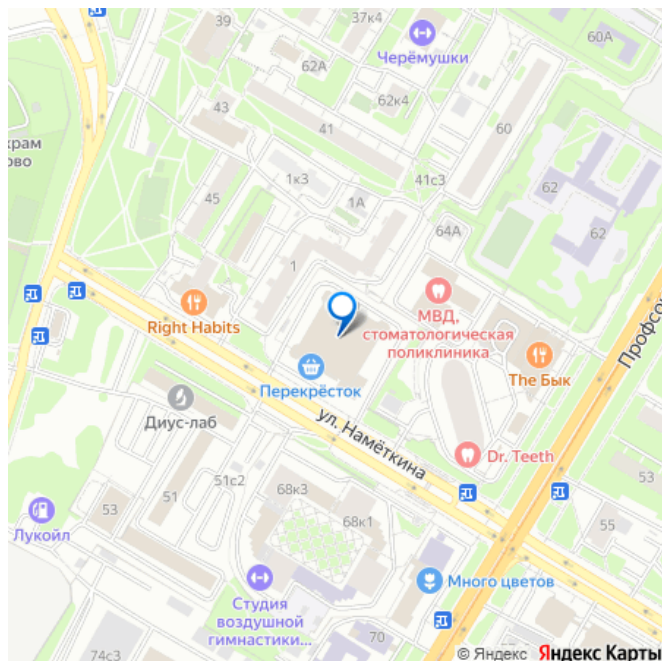 39
37к4
60А
Черёмушки
62А
62к4
43
41
60
крам
ово
1к3
41с3
62
45
1А
64А
62
1
МВД,
стоматологическая
поликлиника
Right Habits
The Бык
Профсо
Перекрёсток
ул. Намёткина
Диус-лаб
Dr. Teeth
51с2
51
53
68к3
68к1
53
55
Лукойл
Много цветов
Студия
воздушной
гимнастики...
70
74с3
57
© Яндекс Яндекс Карты